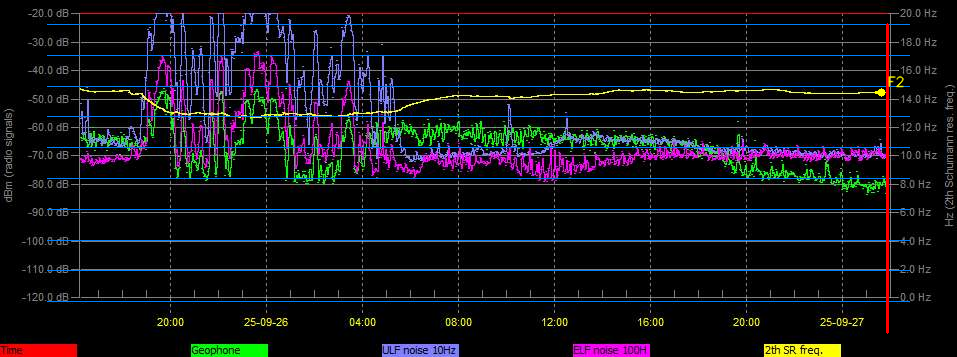 -20.0 dB 20.0 Hz
-30.0 dB 18.0 Hz
-40.0 dB 16.0 Hz
F2
-50.0 dB 14.0 Hz
-60.0 dB 12.0 Hz
-70.0 dB 10.0 Hz
-80.0 dB 8.0 Hz
-90.0 dB 6.0 Hz
-100.0 dB 4.0 Hz
-110.0 dB 2.0 Hz
-120.0 dB 0.0 Hz
dBm (radio signals)
Hz (2th Schumann res. freq.)
20:00 25-09-26 04:00 08:00 12:00 16:00 20:00 25-09-27
Time Geophone ULF noise 10Hz ELF noise 100H 2th SR freq.